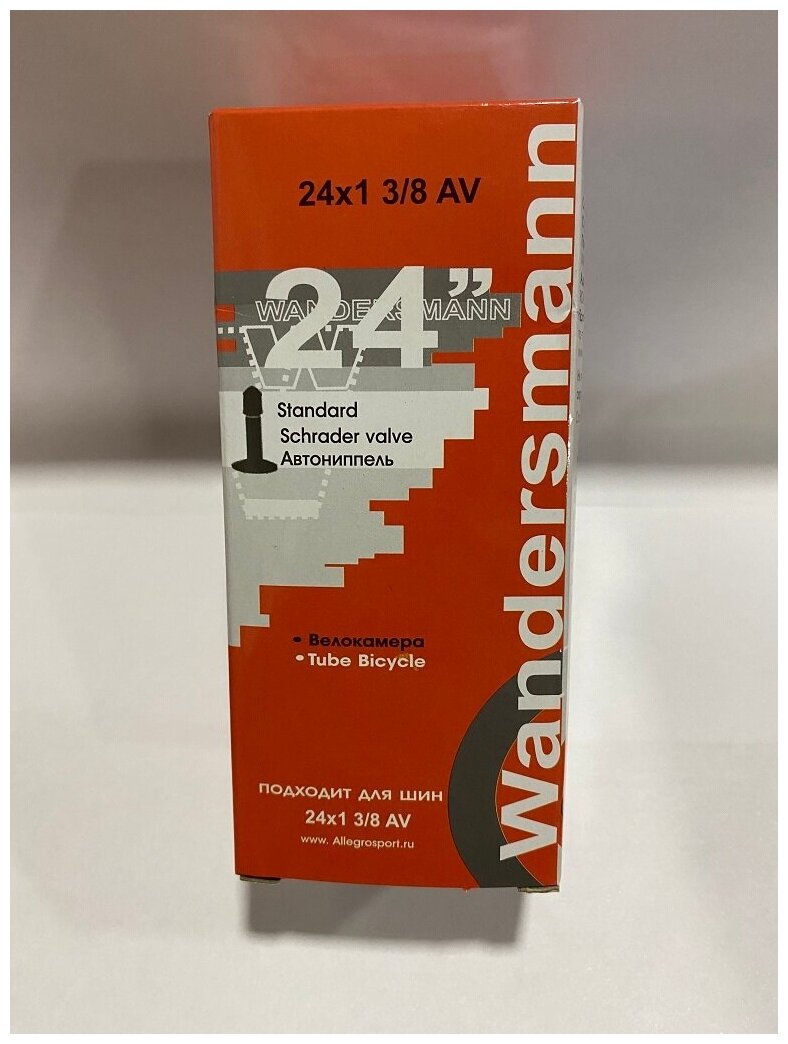 24x1 3/8 AV
24”
WANDERSMANN
Standard
Schrader valve
Автониппель
• Велокамера
• Tube Bicycle
ПОДХОДИТ ДЛЯ ШИН
24x1 3/8 AV
www. Allegrosport.ru
Wandersmann